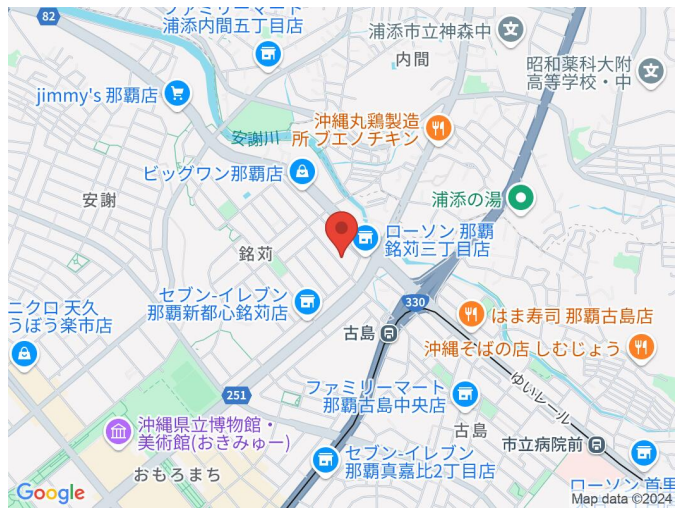 ファミリーマート
浦添内間五丁目店
82
浦添市立神森中
内間
昭和薬科大附
高等学校・中
jimmy's 那覇店
沖縄丸鶏製造
所 ブエノチキン
安謝川
ビッグワン那覇店
安謝
浦添の湯
ローソン 那覇
銘苅三丁目店
銘苅
セブン-イレブン
那覇新都心銘苅店
330
はま寿司 那覇古島店
ニクロ 天久
うぼう楽市店
古島
沖縄そばの店 しむじょう
ゆいレール
251
ファミリーマート
那覇古島中央店
沖縄県立博物館・
美術館(おきみゅー)
古島
市立病院前
おもろまち
セブン-イレブン
那覇真嘉比2丁目店
ローソン 首里
Google
Map data ©2024